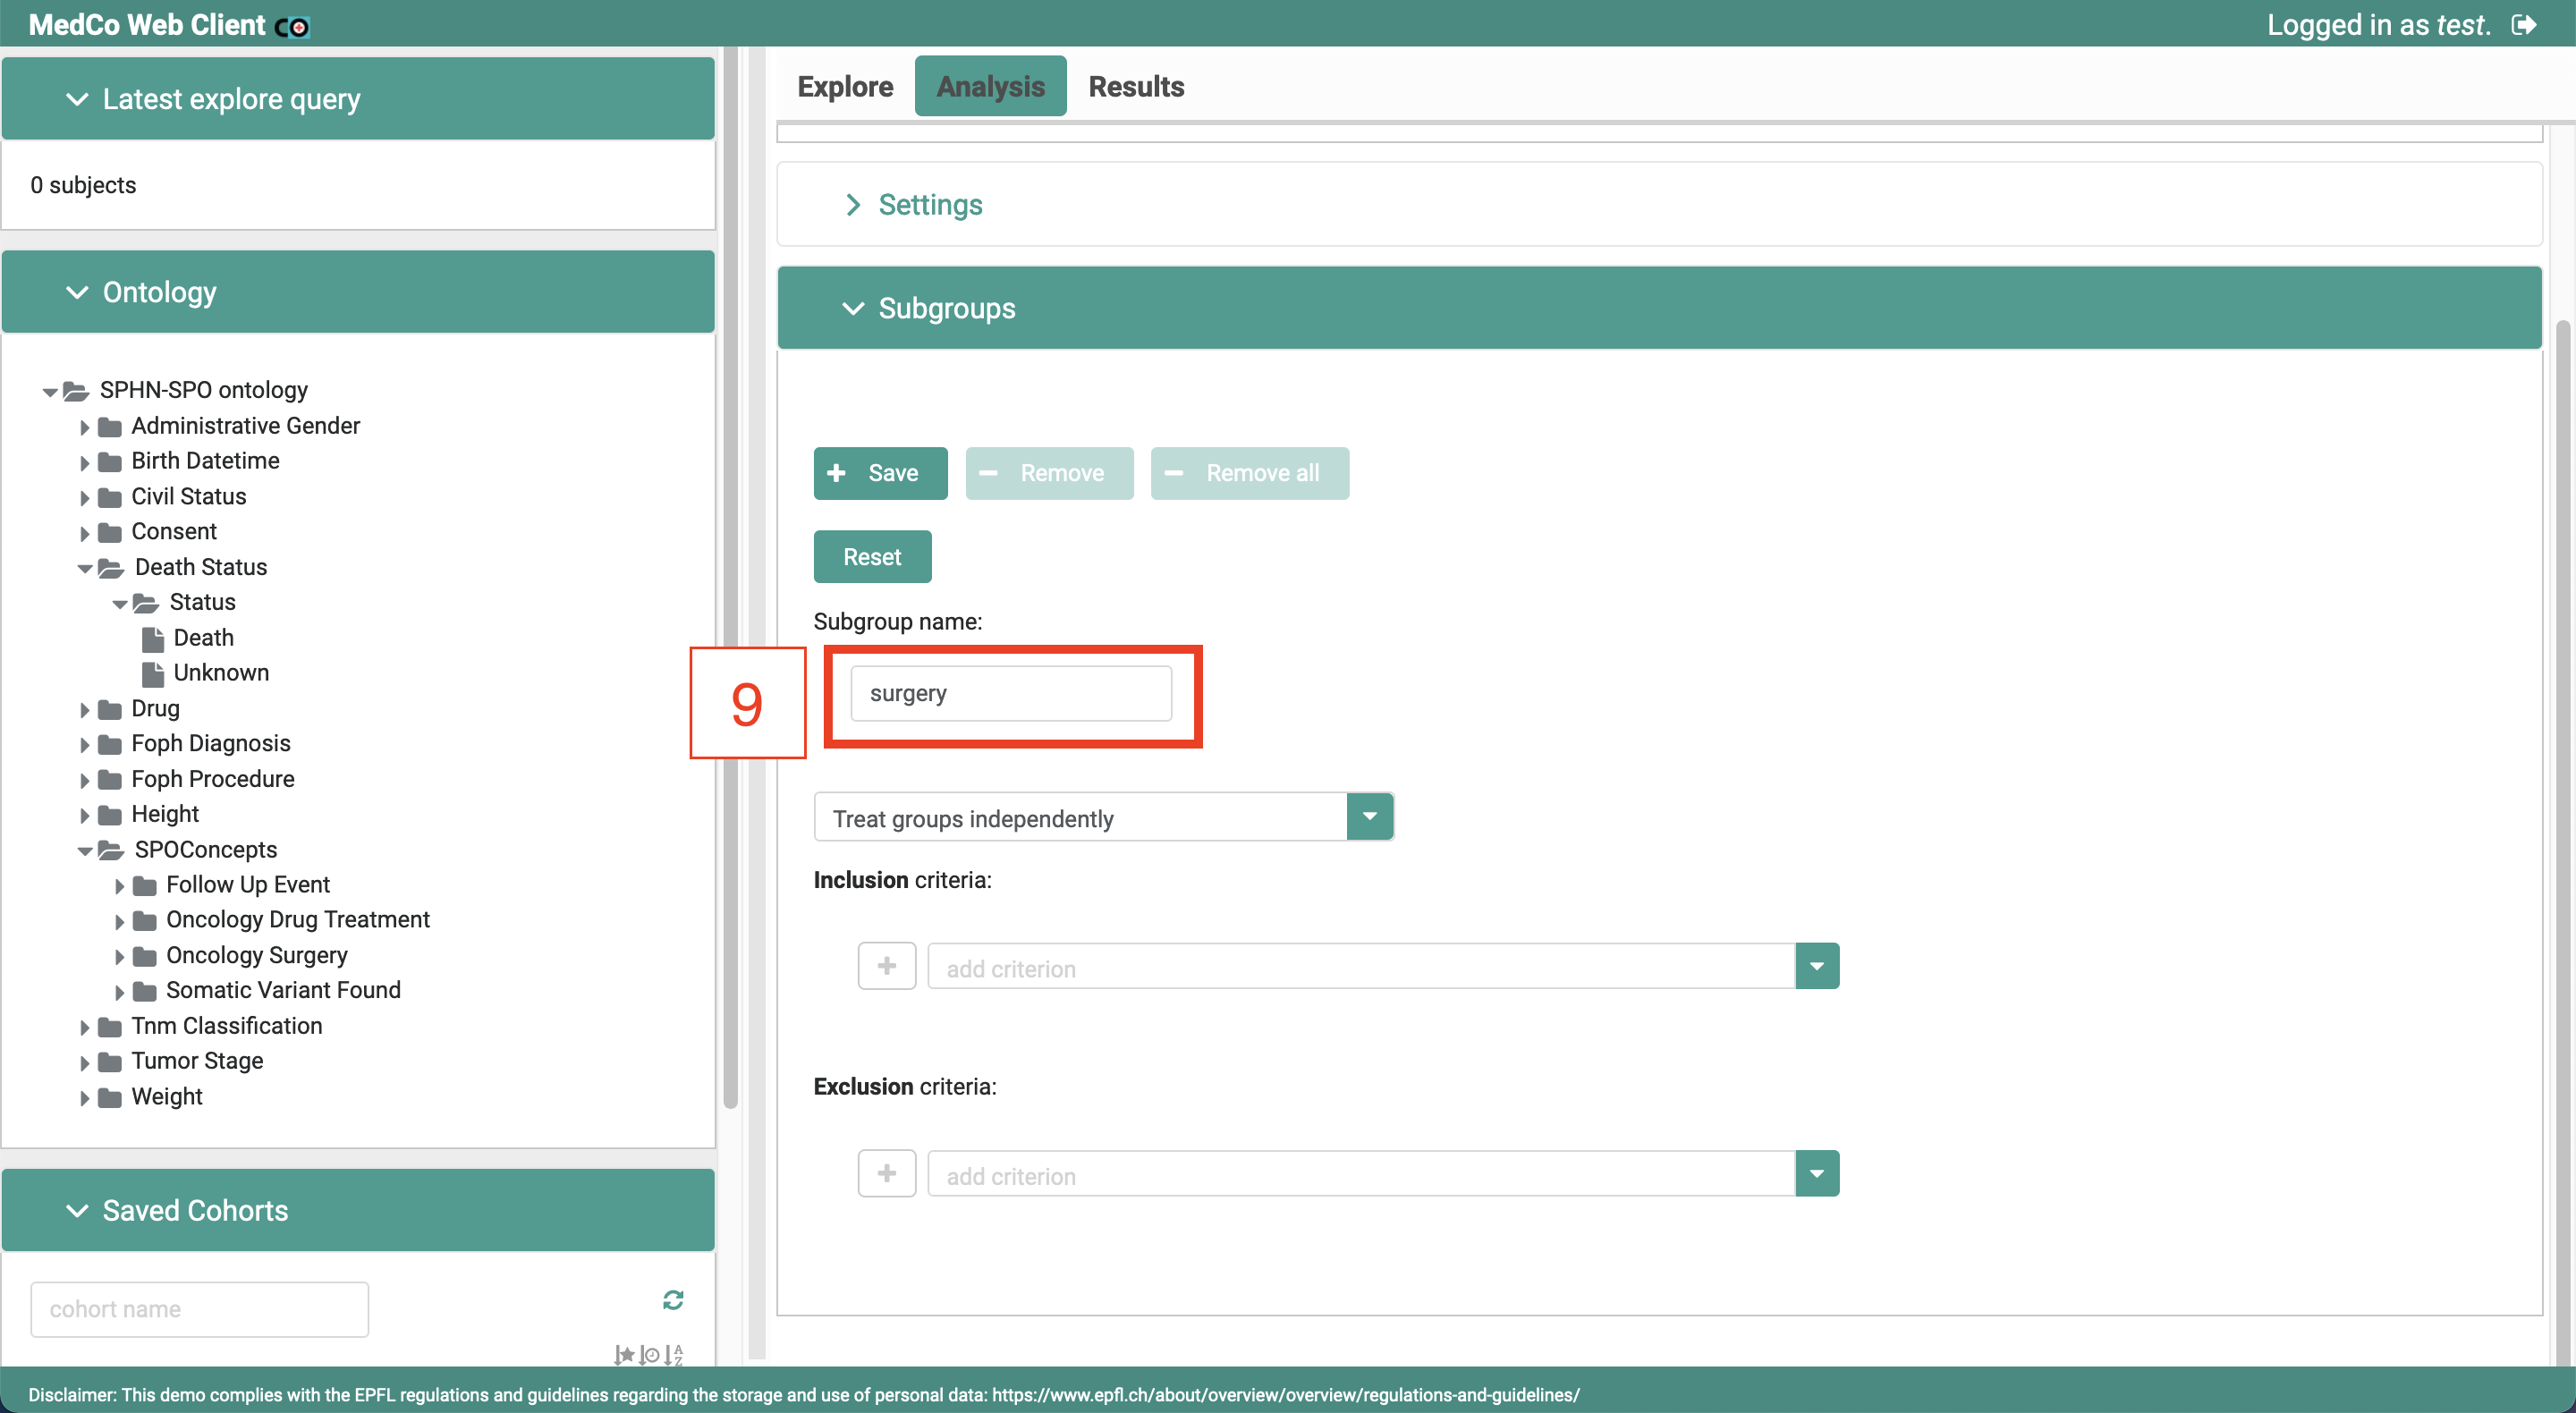 MedCo Web Client
Logged in as test.
Latest explore query
0 subjects
Ontology
SPHN-SPO ontology
Administrative Gender
Birth Datetime
Civil Status
Consent
Death Status
Status
Death
Unknown
Drug
Foph Diagnosis
Foph Procedure
Height
SPOConcepts
Follow Up Event
Oncology Drug Treatment
Oncology Surgery
Somatic Variant Found
Tnm Classification
Tumor Stage
Weight
Saved Cohorts
cohort name
Explore Analysis Results
Settings
Subgroups
Save Remove Remove all
Reset
Subgroup name:
9
surgery
Treat groups independently
Inclusion criteria:
add criterion
Exclusion criteria:
add criterion
Disclaimer: This demo complies with the EPFL regulations and guidelines regarding the storage and use of personal data: https://www.epfl.ch/about/overview/overview/regulations-and-guidelines/